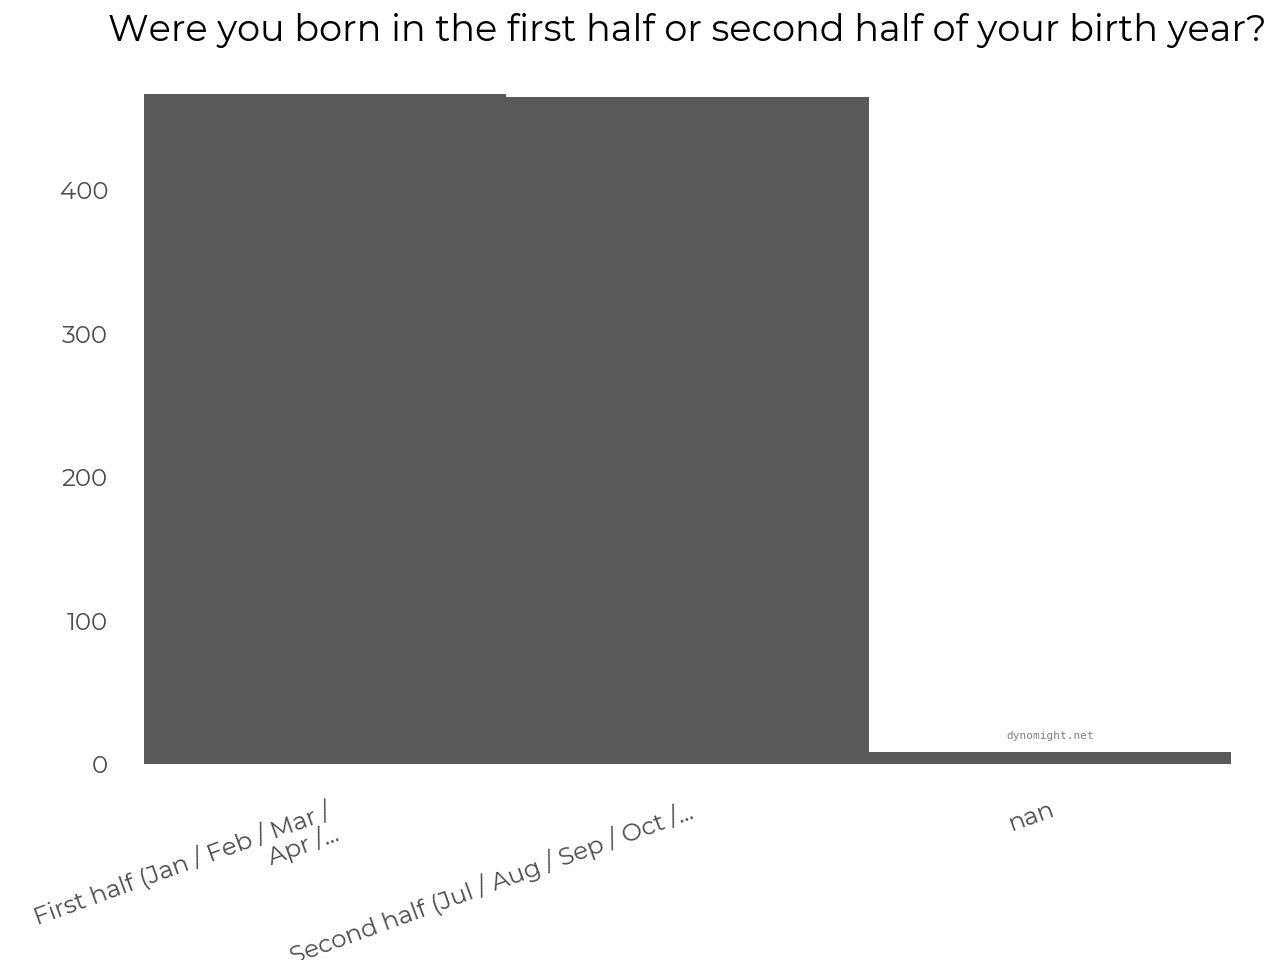 Were you born in the first half or second half of your birth year?
400
300
200
100
0
dynomight.net
First half (Jan / Feb / Mar /
Apr /...
Second half (Jul / Aug / Sep / Oct /...
nan